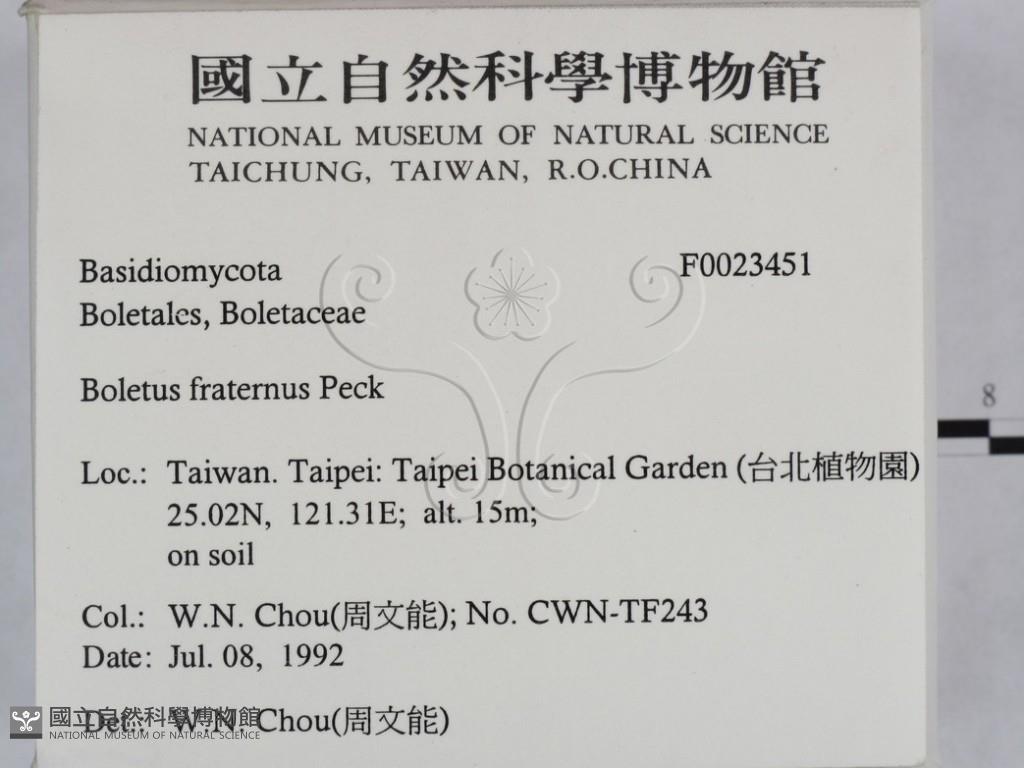 國立自然科學博物館
NATIONAL MUSEUM OF NATURAL SCIENCE
TAICHUNG, TAIWAN, R.O.CHINA
Basidiomycota F0023451
Boletales, Boletaceae
Boletus fraternus Peck
Loc.: Taiwan. Taipei: Taipei Botanical Garden (台北植物園)
25.02N, 121.31E; alt. 15m;
on soil
Col.: W.N. Chou(周文能); No. CWN-TF243
Date: Jul. 08, 1992
Det.: W.N. Chou(周文能)
國立自然科學博物館
NATIONAL MUSEUM OF NATURAL SCIENCE
8